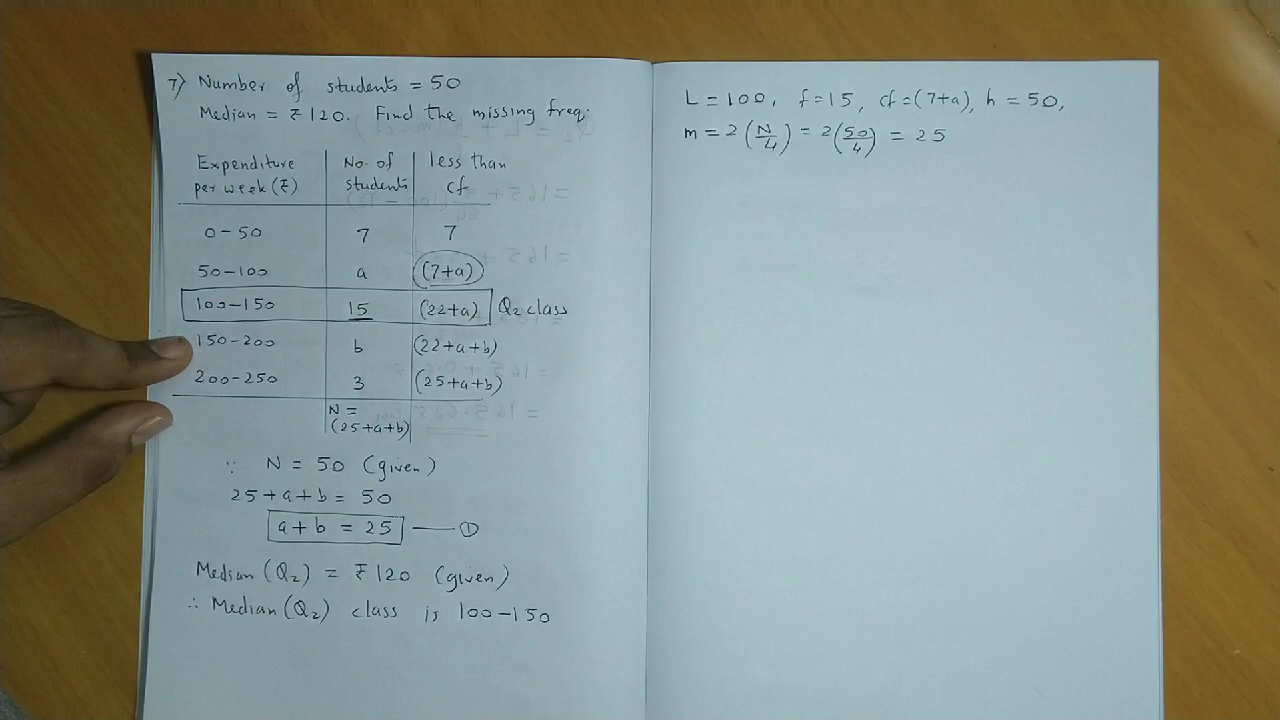 7) Number of students = 50
Median = ₹120. Find the missing freq.
Expenditure per week (₹) No. of students less than cf
0-50 7 7
50-100 a (7+a)
100-150 15 (22+a) Q₂ class
150-200 b (22+a+b)
200-250 3 (25+a+b)
N =
(25+a+b)
∵ N = 50 (given)
25+a+b = 50
a+b = 25 —— ①
Median (Q₂) = ₹120 (given)
∴ Median (Q₂) class is 100-150
L = 100, f = 15, cf = (7+a), h = 50,
m = 2(N/4) = 2(50/4) = 25